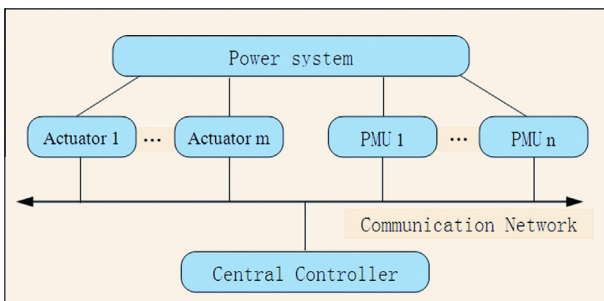 Power system
Actuator 1 ... Actuator m PMU 1 ... PMU n
Communication Network
Central Controller